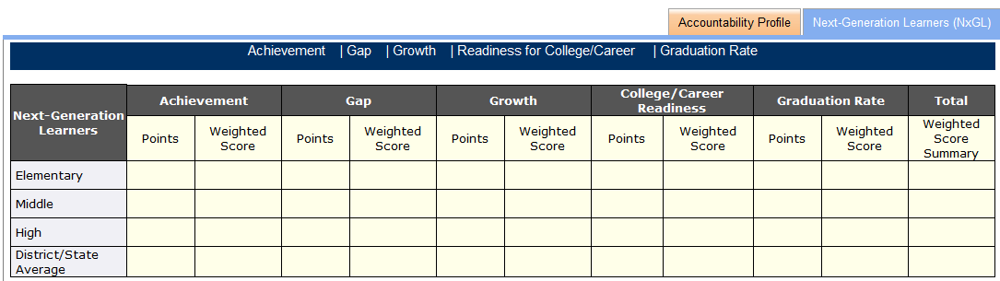 Accountability Profile Next-Generation Learners (NxGL)
Achievement | Gap | Growth | Readiness for College/Career | Graduation Rate
Next-Generation Learners Achievement Gap Growth College/Career Readiness Graduation Rate Total
Points Weighted Score Points Weighted Score Points Weighted Score Points Weighted Score Points Weighted Score Weighted Score Summary
Elementary
Middle
High
District/State
Average